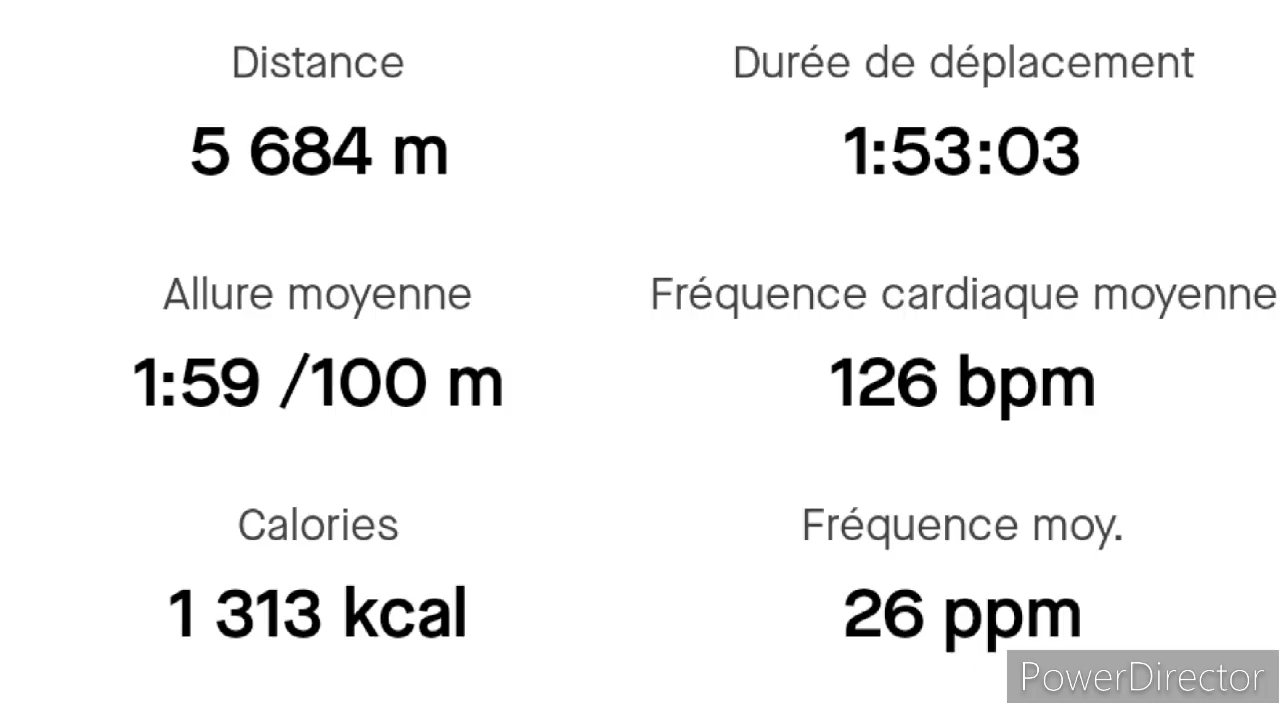 Distance
Durée de déplacement
5 684 m
1:53:03
Allure moyenne
Fréquence cardiaque moyenne
1:59 /100 m
126 bpm
Calories
Fréquence moy.
1 313 kcal
26 ppm
PowerDirector